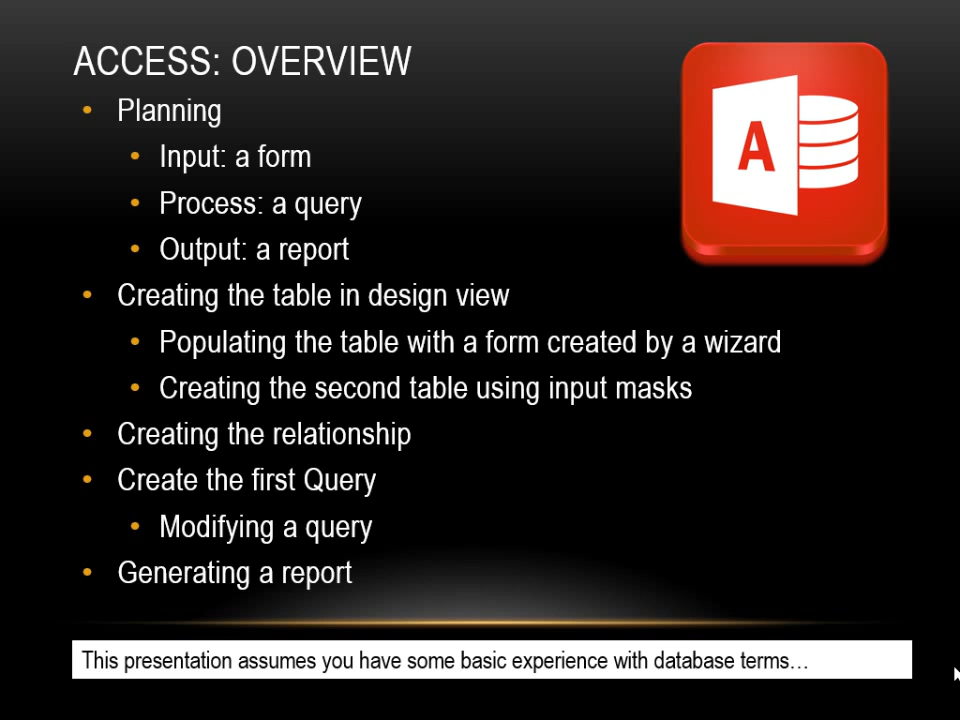 ACCESS: OVERVIEW
• Planning
• Input: a form
• Process: a query
• Output: a report
• Creating the table in design view
• Populating the table with a form created by a wizard
• Creating the second table using input masks
• Creating the relationship
• Create the first Query
• Modifying a query
• Generating a report
A
This presentation assumes you have some basic experience with database terms…